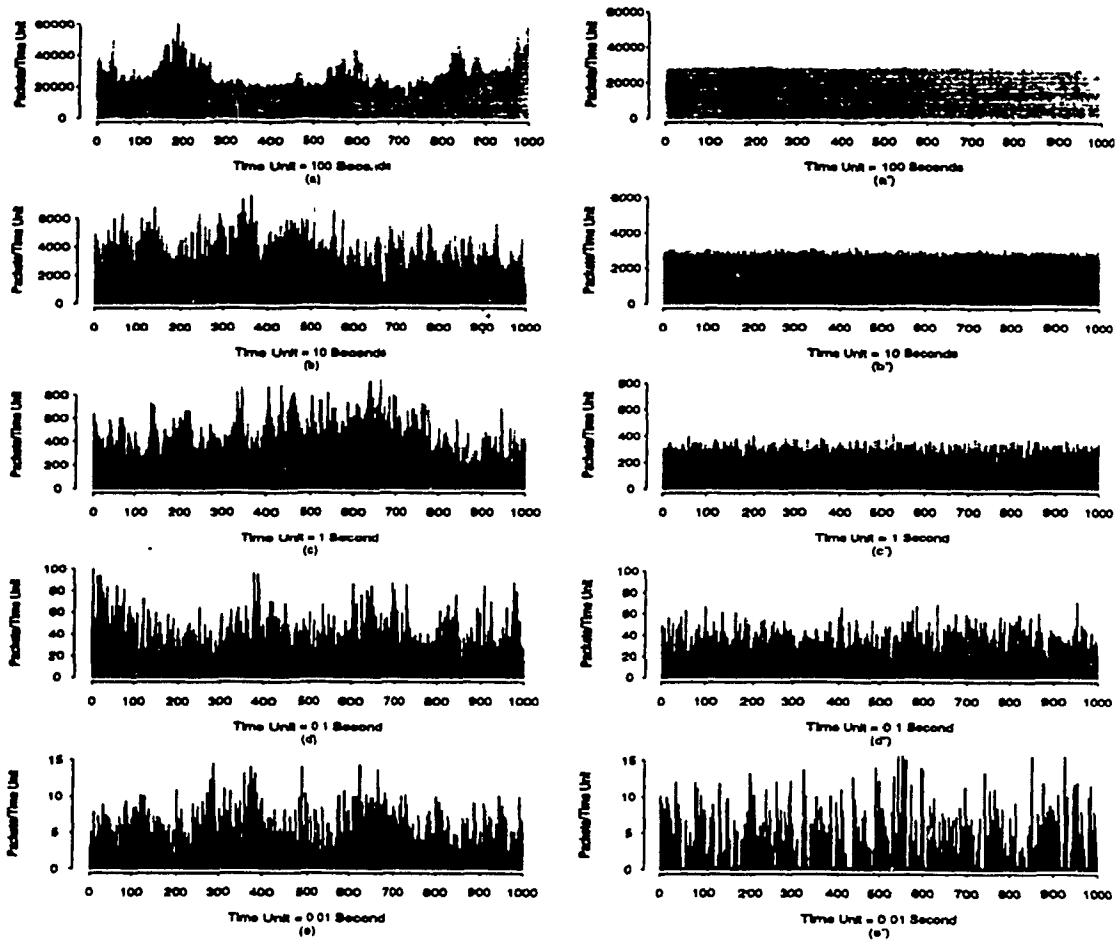 Packets/Time Unit
60000
40000
20000
0
0 100 200 300 400 500 600 700 800 900 1000
Time Unit = 100 Seconds
(a)
Packets/Time Unit
60000
40000
20000
0
0 100 200 300 400 500 600 700 800 900 1000
Time Unit = 100 Seconds
(a')
Packets/Time Unit
6000
4000
2000
0
0 100 200 300 400 500 600 700 800 900 1000
Time Unit = 10 Seconds
(b)
Packets/Time Unit
6000
4000
2000
0
0 100 200 300 400 500 600 700 800 900 1000
Time Unit = 10 Seconds
(b')
Packets/Time Unit
800
600
400
200
0
0 100 200 300 400 500 600 700 800 900 1000
Time Unit = 1 Second
(c)
Packets/Time Unit
800
600
400
200
0
0 100 200 300 400 500 600 700 800 900 1000
Time Unit = 1 Second
(c')
Packets/Time Unit
100
80
60
40
20
0
0 100 200 300 400 500 600 700 800 900 1000
Time Unit = 0.1 Second
(d)
Packets/Time Unit
100
80
60
40
20
0
0 100 200 300 400 500 600 700 800 900 1000
Time Unit = 0.1 Second
(d')
Packets/Time Unit
15
10
5
0
0 100 200 300 400 500 600 700 800 900 1000
Time Unit = 0.01 Second
(e)
Packets/Time Unit
15
10
5
0
0 100 200 300 400 500 600 700 800 900 1000
Time Unit = 0.01 Second
(e')